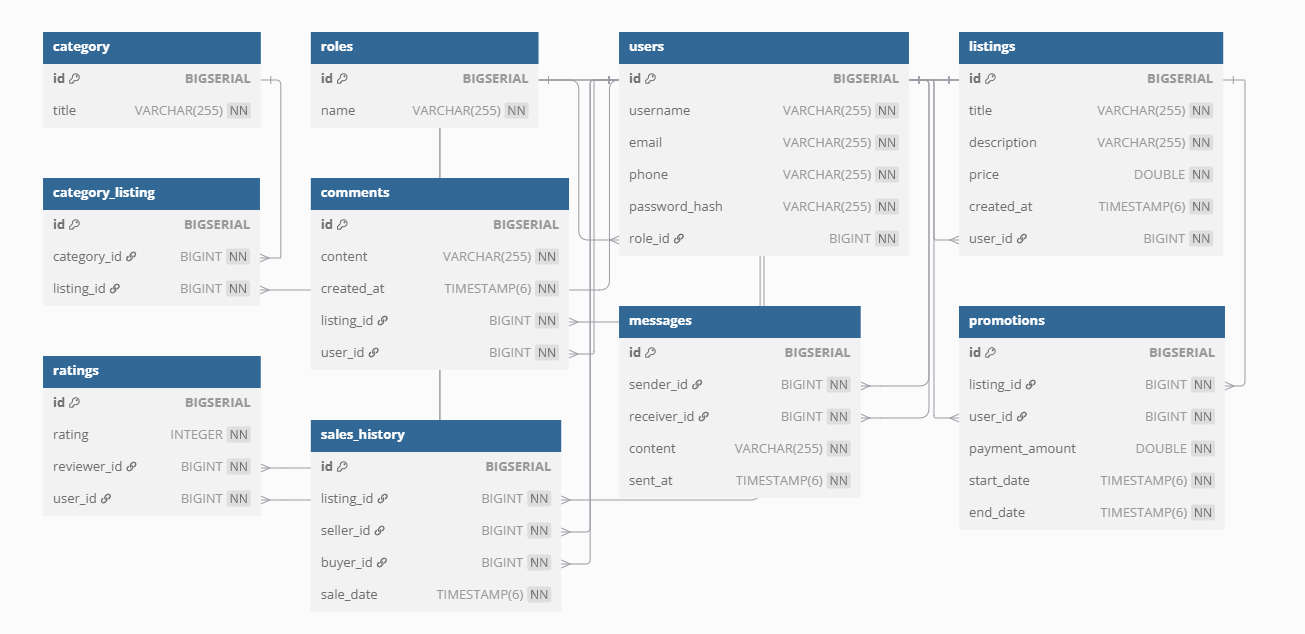 category
id BIGSERIAL
title VARCHAR(255) NN
roles
id BIGSERIAL
name VARCHAR(255) NN
users
id BIGSERIAL
username VARCHAR(255) NN
email VARCHAR(255) NN
phone VARCHAR(255) NN
password_hash VARCHAR(255) NN
role_id BIGINT NN
listings
id BIGSERIAL
title VARCHAR(255) NN
description VARCHAR(255) NN
price DOUBLE NN
created_at TIMESTAMP(6) NN
user_id BIGINT NN
category_listing
id BIGSERIAL
category_id BIGINT NN
listing_id BIGINT NN
comments
id BIGSERIAL
content VARCHAR(255) NN
created_at TIMESTAMP(6) NN
listing_id BIGINT NN
user_id BIGINT NN
messages
id BIGSERIAL
sender_id BIGINT NN
receiver_id BIGINT NN
content VARCHAR(255) NN
sent_at TIMESTAMP(6) NN
promotions
id BIGSERIAL
listing_id BIGINT NN
user_id BIGINT NN
payment_amount DOUBLE NN
start_date TIMESTAMP(6) NN
end_date TIMESTAMP(6) NN
ratings
id BIGSERIAL
rating INTEGER NN
reviewer_id BIGINT NN
user_id BIGINT NN
sales_history
id BIGSERIAL
listing_id BIGINT NN
seller_id BIGINT NN
buyer_id BIGINT NN
sale_date TIMESTAMP(6) NN